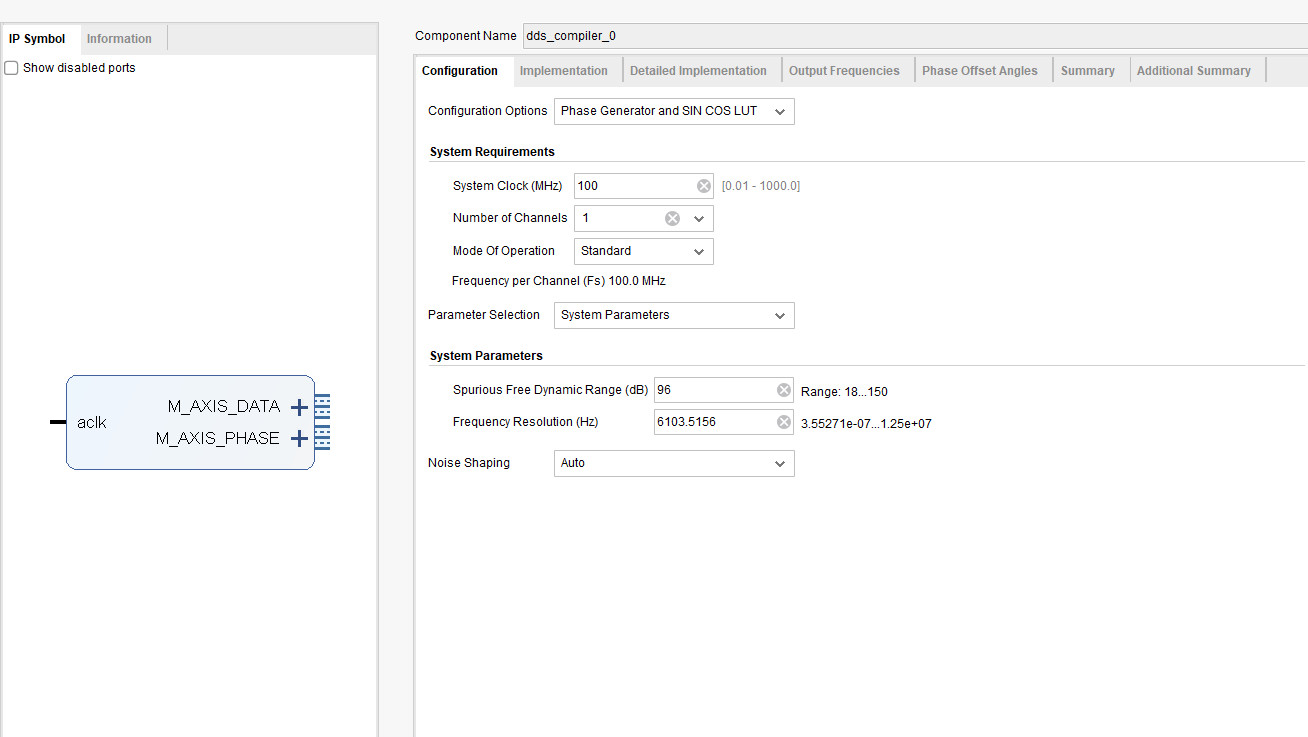 IP Symbol Information
Show disabled ports
aclk
M_AXIS_DATA
M_AXIS_PHASE
Component Name dds_compiler_0
Configuration Implementation Detailed Implementation Output Frequencies Phase Offset Angles Summary Additional Summary
Configuration Options Phase Generator and SIN COS LUT
System Requirements
System Clock (MHz) 100 [0.01 - 1000.0]
Number of Channels 1
Mode Of Operation Standard
Frequency per Channel (Fs) 100.0 MHz
Parameter Selection System Parameters
System Parameters
Spurious Free Dynamic Range (dB) 96 Range: 18...150
Frequency Resolution (Hz) 6103.5156 3.55271e-07...1.25e+07
Noise Shaping Auto